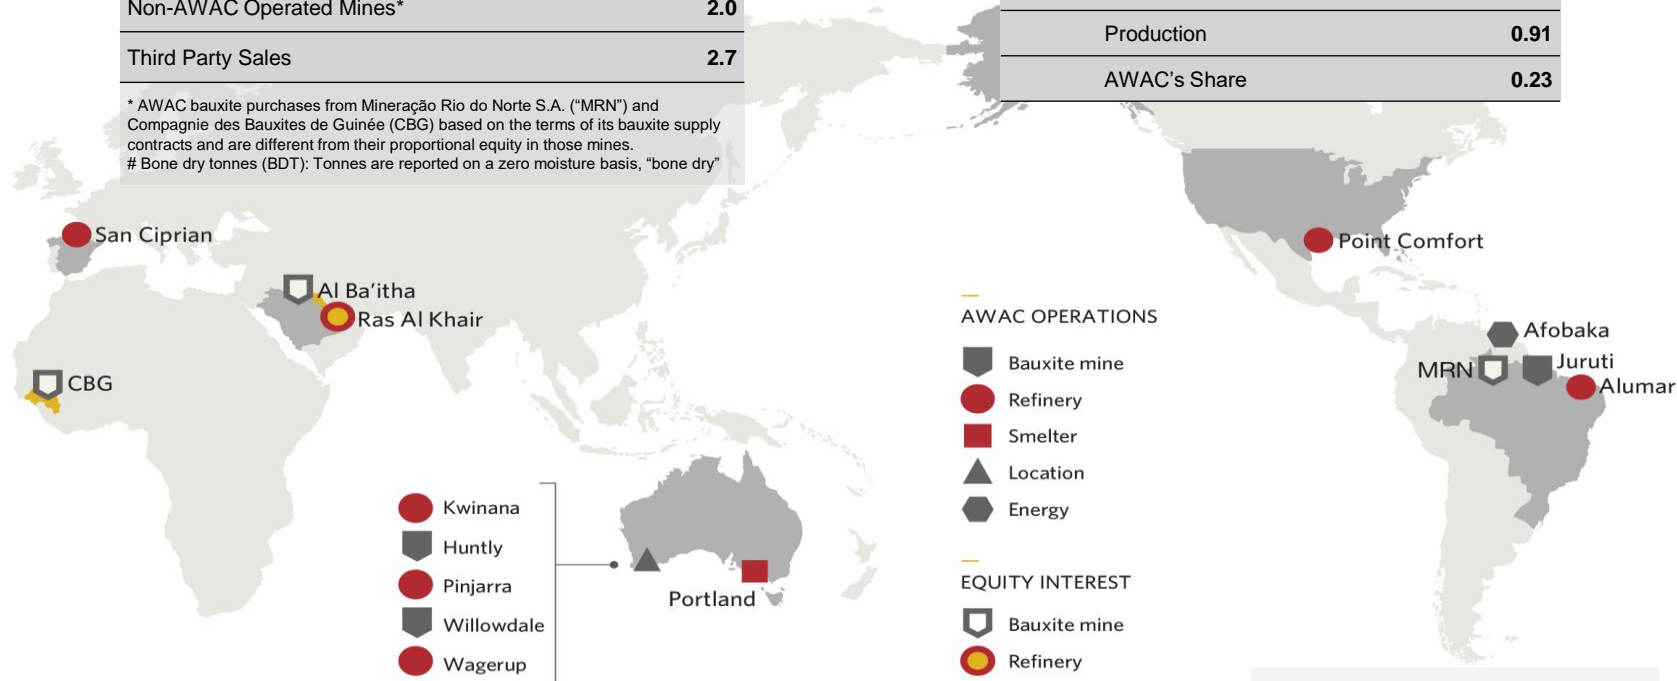 Non-AWAC Operated Mines* 2.0
Third Party Sales 2.7
* AWAC bauxite purchases from Mineração Rio do Norte S.A. (“MRN”) and
Compagnie des Bauxites de Guinée (CBG) based on the terms of its bauxite supply
contracts and are different from their proportional equity in those mines.
# Bone dry tonnes (BDT): Tonnes are reported on a zero moisture basis, “bone dry”
Production 0.91
AWAC’s Share 0.23
San Ciprian
Al Ba’itha
Ras Al Khair
CBG
Kwinana
Huntly
Pinjarra
Willowdale
Wagerup
Portland
AWAC OPERATIONS
Bauxite mine
Refinery
Smelter
Location
Energy
EQUITY INTEREST
Bauxite mine
Refinery
Point Comfort
Afobaka
MRN
Juruti
Alumar